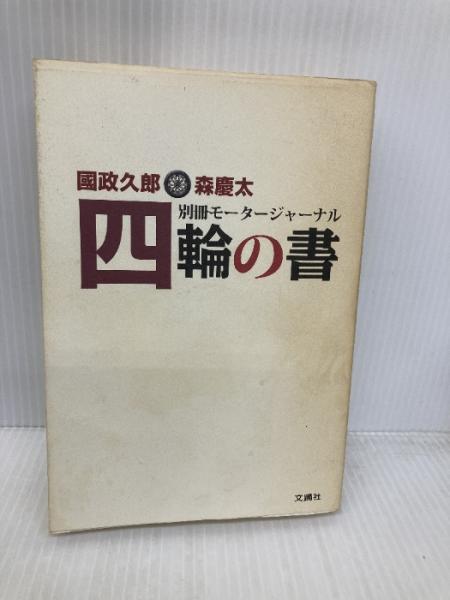 國政久郎 森慶太
別冊モータージャーナル
四輪の書
文踊社